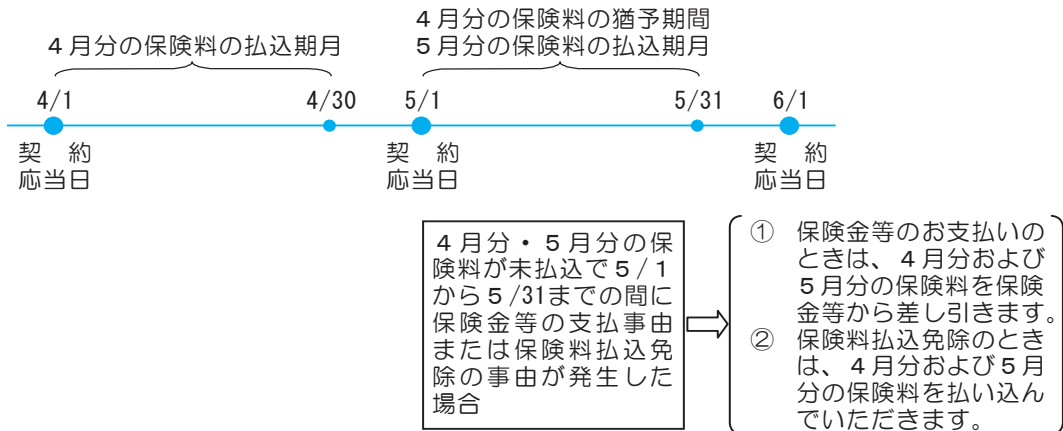 4月分の保険料の猶予期間
4月分の保険料の払込期月
5月分の保険料の払込期月
4/1
4/30
5/1
5/31
6/1
契　約
応当日
契　約
応当日
契　約
応当日
4月分・5月分の保
険料が未払込で5/1
から5/31までの間に
保険金等の支払事由
または保険料払込免
除の事由が発生した
場合
① 保険金等のお支払いの
ときは、4月分および
5月分の保険料を保険
金等から差し引きます。
② 保険料払込免除のとき
は、4月分および5月
分の保険料を払い込ん
でいただきます。